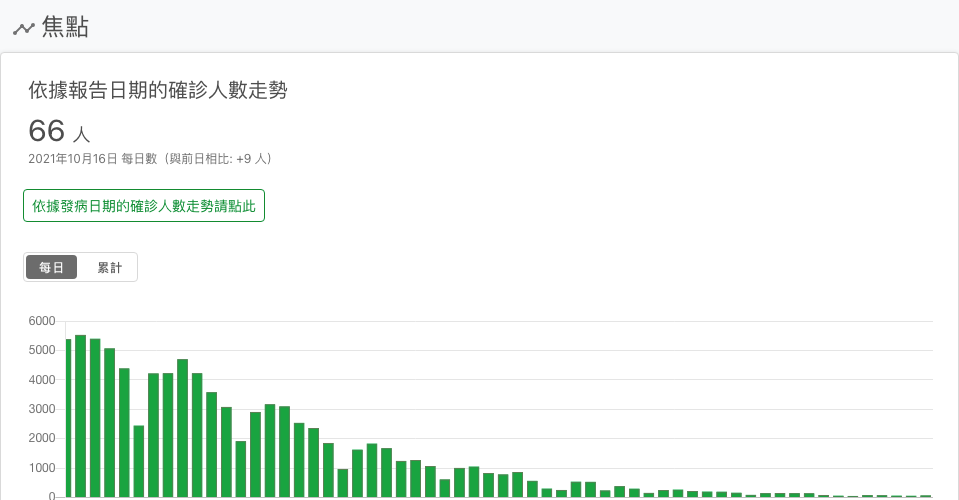 焦點
依據報告日期的確診人數走勢
66 人
2021年10月16日 每日數（與前日相比: +9 人）
依據發病日期的確診人數走勢請點此
每日 累計
6000
5000
4000
3000
2000
1000
0